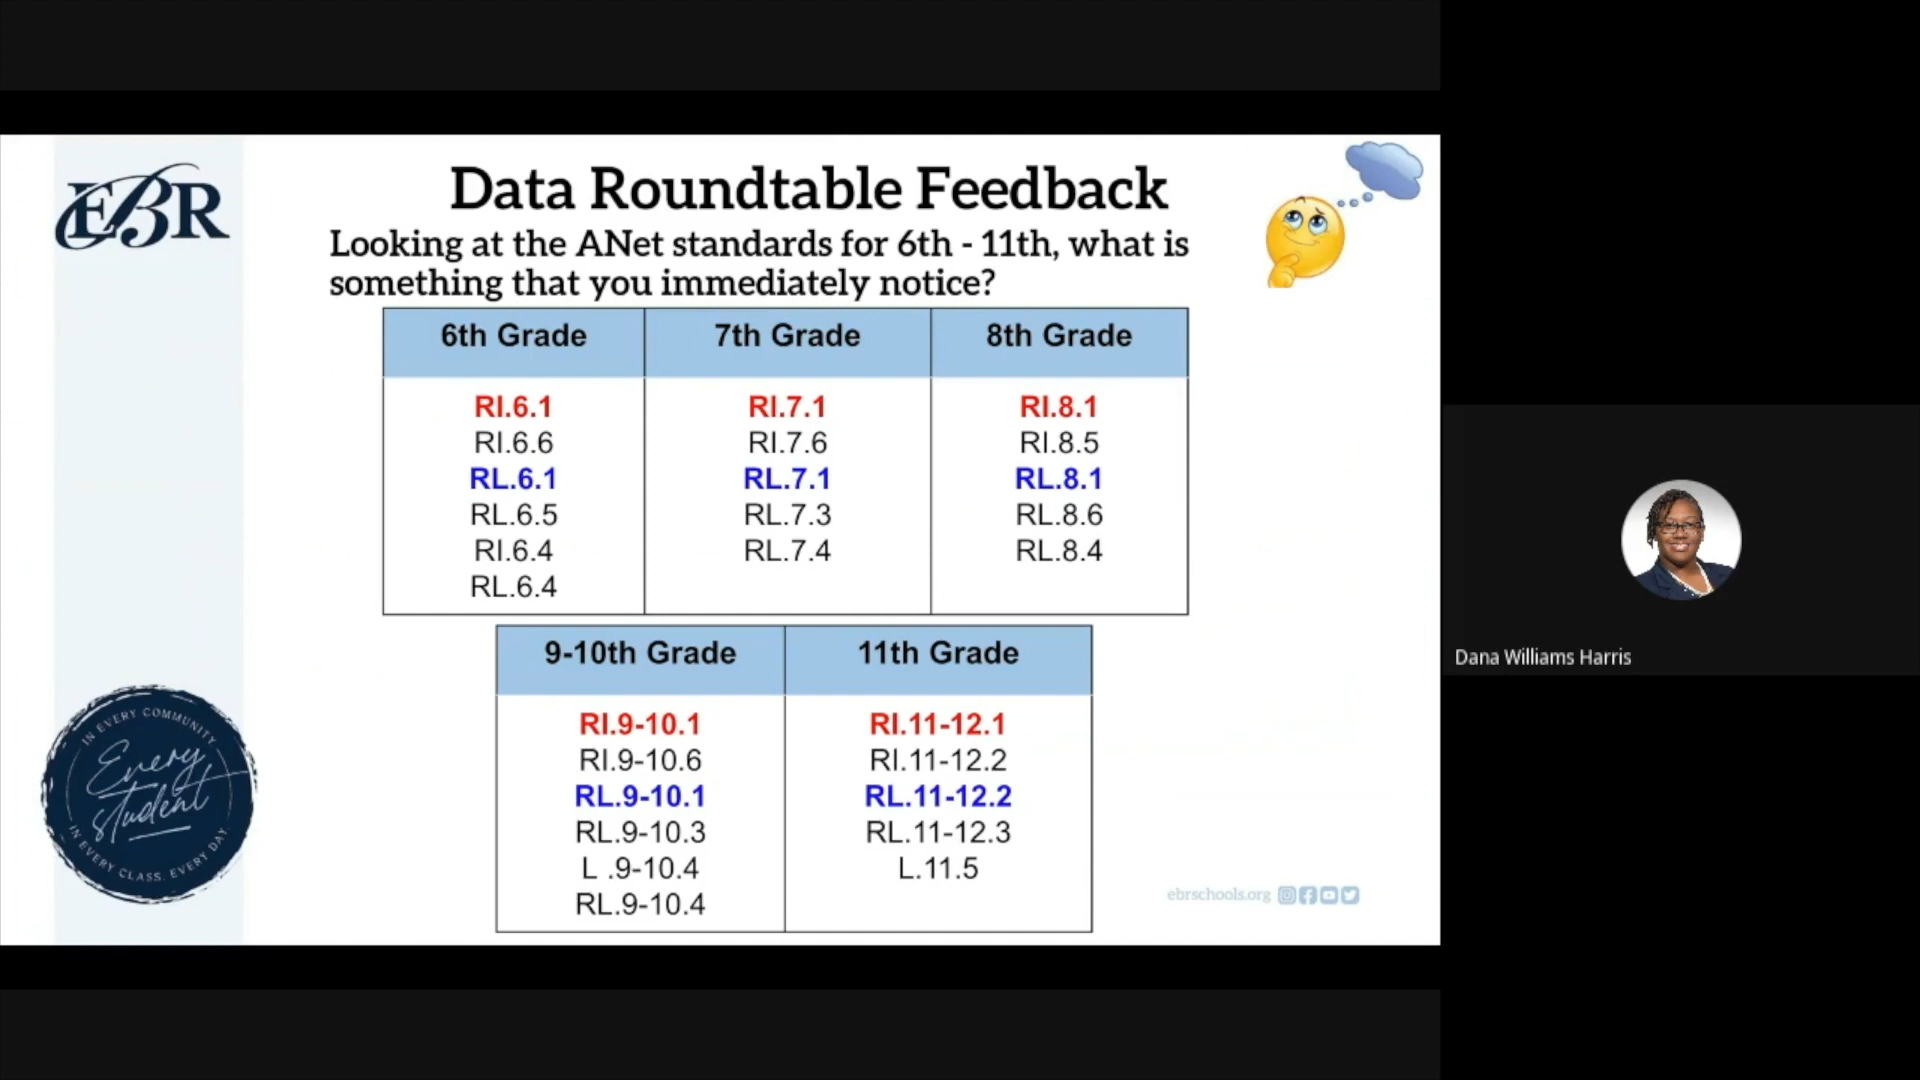 EBR
Data Roundtable Feedback
Looking at the ANet standards for 6th - 11th, what is
something that you immediately notice?
6th Grade
7th Grade
8th Grade
RI.6.1
RI.7.1
RI.8.1
RI.6.6
RI.7.6
RI.8.5
RL.6.1
RL.7.1
RL.8.1
RL.6.5
RL.7.3
RL.8.6
RI.6.4
RL.7.4
RL.8.4
RL.6.4
9-10th Grade
11th Grade
RI.9-10.1
RI.11-12.1
RI.9-10.6
RI.11-12.2
RL.9-10.1
RL.11-12.2
RL.9-10.3
RL.11-12.3
L .9-10.4
L.11.5
RL.9-10.4
IN EVERY COMMUNITY
Every
student
IN EVERY CLASS. EVERY DAY.
ebrschools.org
Dana Williams Harris